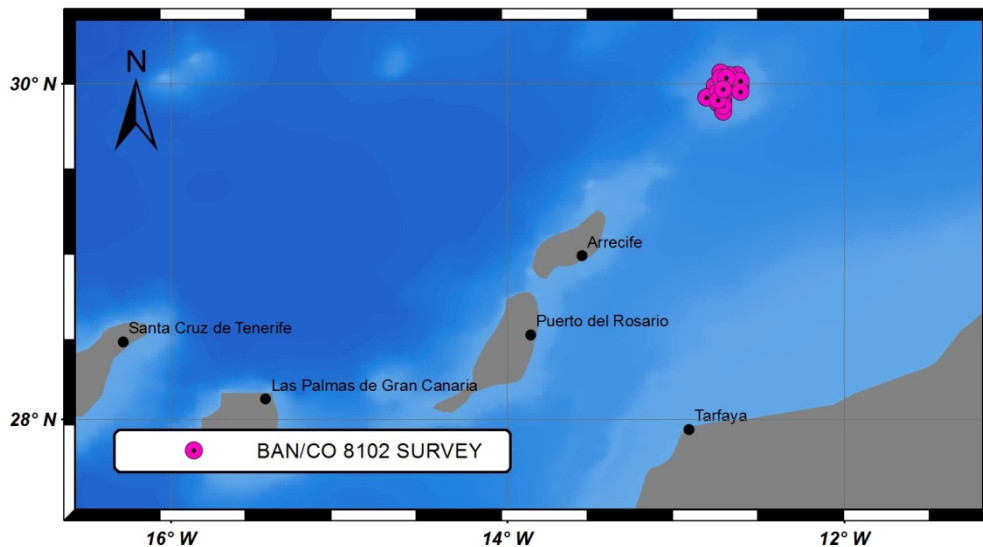 N
30° N
Arrecife
Santa Cruz de Tenerife
Puerto del Rosario
Las Palmas de Gran Canaria
28° N
Tarfaya
BAN/CO 8102 SURVEY
16° W
14° W
12° W